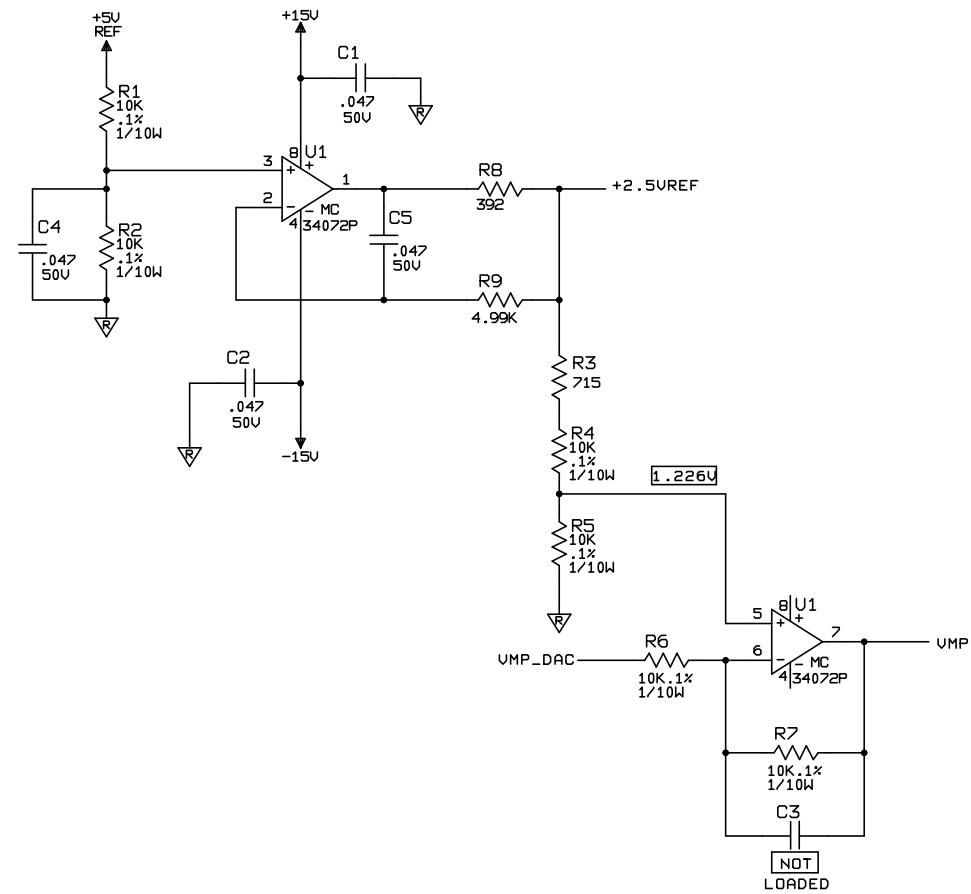 +5V
REF
+15V
C1
.047
50V
R
R1
10K
.1%
1/10W
3
8
U1
+
+
1
2
-
4
- MC
34072P
R8
392
+2.5VREF
C4
.047
50V
R2
10K
.1%
1/10W
R
C5
.047
50V
R9
4.99K
C2
.047
50V
R
-15V
R3
715
R4
10K
.1%
1/10W
1.226V
R5
10K
.1%
1/10W
R
5
8
U1
+
+
7
VMP
VMP_DAC
R6
10K.1%
1/10W
6
-
4
- MC
34072P
R7
10K.1%
1/10W
C3
NOT
LOADED